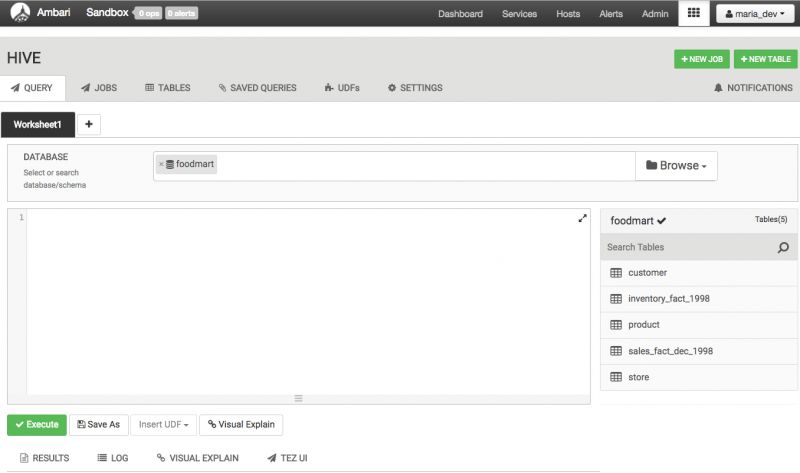 Ambari Sandbox 0 ops 0 alerts Dashboard Services Hosts Alerts Admin maria_dev
HIVE + NEW JOB + NEW TABLE
QUERY JOBS TABLES SAVED QUERIES UDFs SETTINGS NOTIFICATIONS
Worksheet1 +
DATABASE
Select or search
database/schema
× foodmart
Browse
1
foodmart Tables(5)
Search Tables
customer
inventory_fact_1998
product
sales_fact_dec_1998
store
Execute Save As Insert UDF Visual Explain
RESULTS LOG VISUAL EXPLAIN TEZ UI